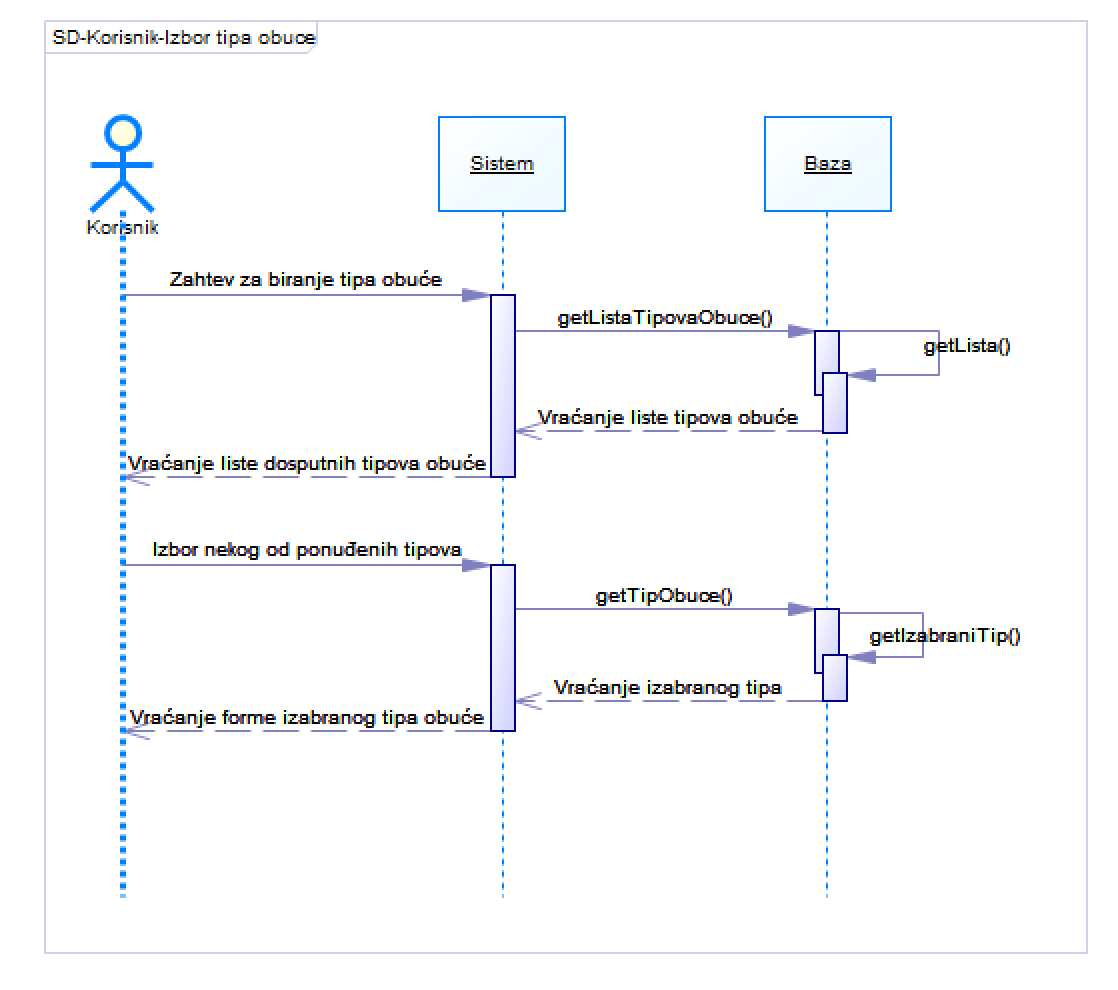 SD-Korisnik-Izbor tipa obuce
Korisnik
Sistem
Baza
Zahtev za biranje tipa obuće
getListaTipovaObuce()
getLista()
Vraćanje liste tipova obuće
Vraćanje liste dosputnih tipova obuće
Izbor nekog od ponuđenih tipova
getTipObuce()
getIzabraniTip()
Vraćanje izabranog tipa
Vraćanje forme izabranog tipa obuće